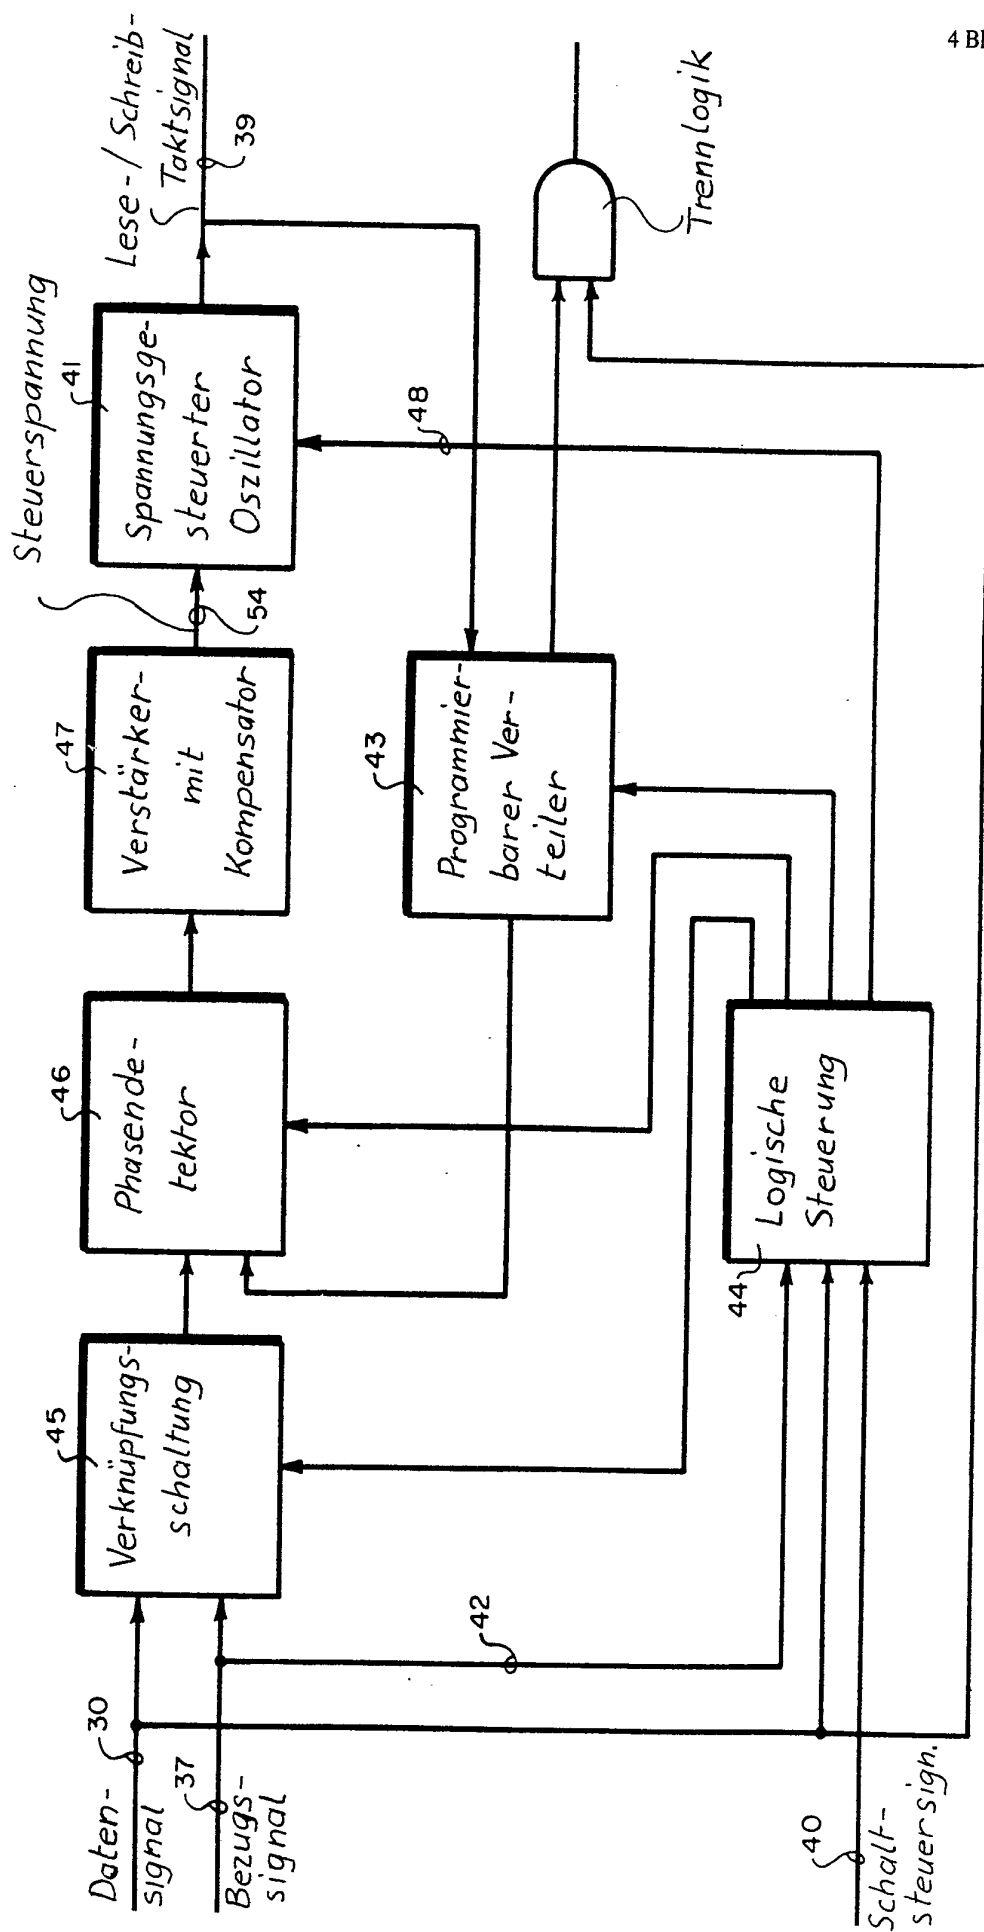 4 Bl
Daten-
signal
30
37
Bezugs-
signal
40
Schalt-
steuersign.
42
45
Verknüpfungs-
schaltung
46
Phasende-
tektor
47
Verstärker-
mit
Kompensator
Steuerspannung
54
41
Spannungsge-
steuerter
Oszillator
Lese-/Schreib-
Taktsignal
39
43
Programmier-
barer Ver-
teiler
48
44
Logische
Steuerung
Trennlogik